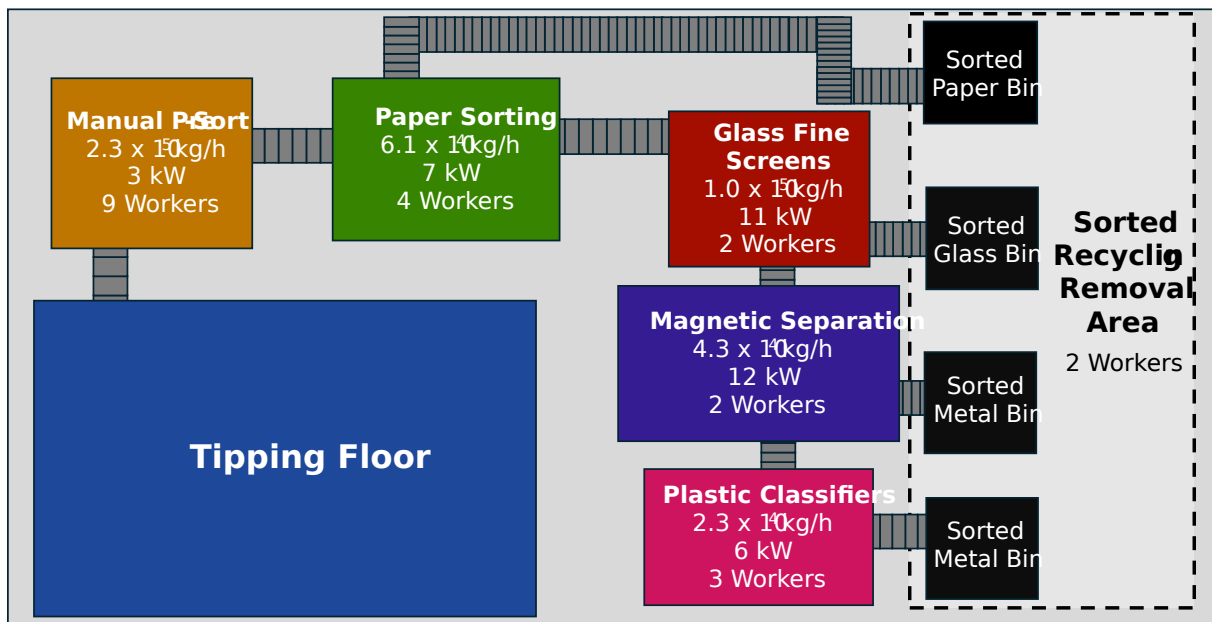 Manual Pre-Sort
2.3 x 10⁵ kg/h
3 kW
9 Workers
Paper Sorting
6.1 x 10⁴ kg/h
7 kW
4 Workers
Glass Fine
Screens
1.0 x 10⁵ kg/h
11 kW
2 Workers
Magnetic Separation
4.3 x 10⁴ kg/h
12 kW
2 Workers
Plastic Classifiers
2.3 x 10⁴ kg/h
6 kW
3 Workers
Tipping Floor
Sorted
Paper Bin
Sorted
Glass Bin
Sorted
Metal Bin
Sorted
Metal Bin
Sorted
Recycling
Removal
Area
2 Workers